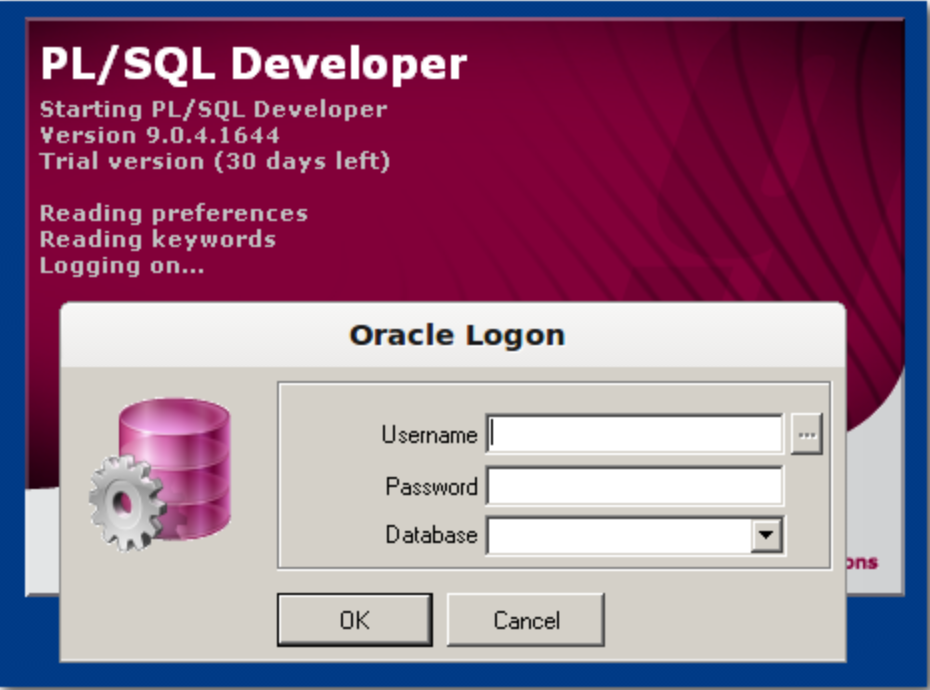 PL/SQL Developer
Starting PL/SQL Developer
Version 9.0.4.1644
Trial version (30 days left)
Reading preferences
Reading keywords
Logging on...
Oracle Logon
Username
...
Password
Database
OK
Cancel